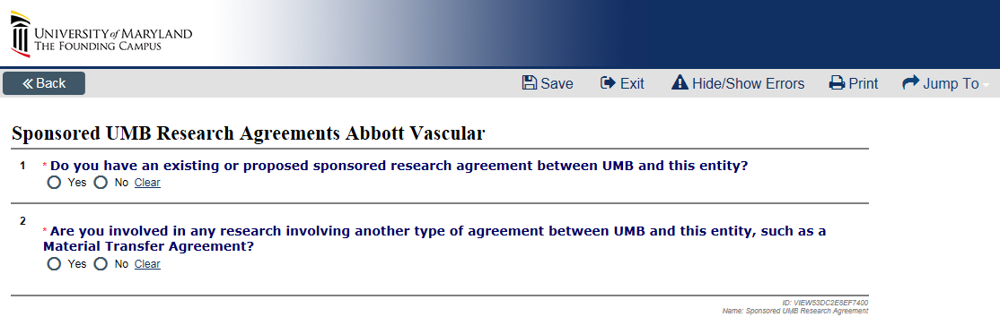 UNIVERSITY of MARYLAND
THE FOUNDING CAMPUS
Back
Save
Exit
Hide/Show Errors
Print
Jump To
Sponsored UMB Research Agreements Abbott Vascular
1
* Do you have an existing or proposed sponsored research agreement between UMB and this entity?
Yes No Clear
2
* Are you involved in any research involving another type of agreement between UMB and this entity, such as a
Material Transfer Agreement?
Yes No Clear
ID: VIEW53DC2E8EF7400
Name: Sponsored UMB Research Agreement